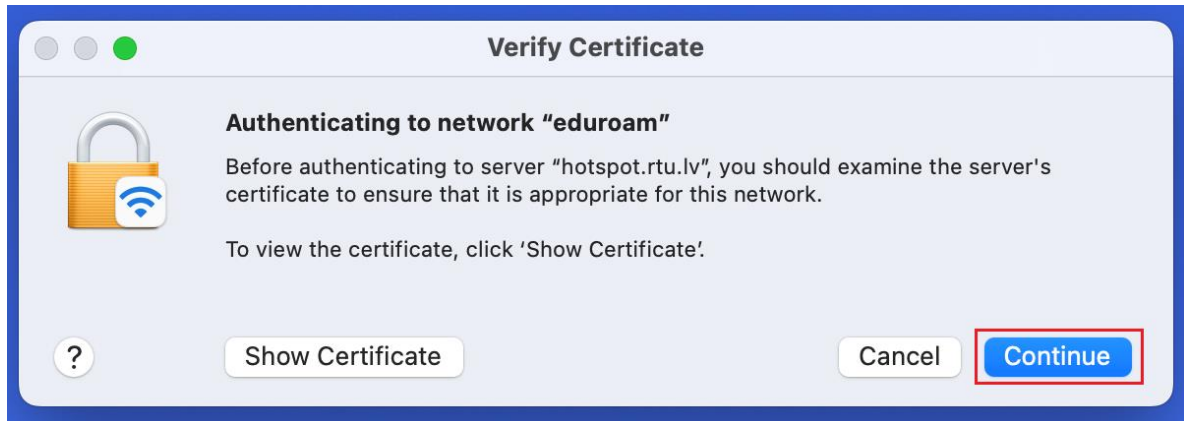 Verify Certificate
Authenticating to network “eduroam”
Before authenticating to server “hotspot.rtu.lv”, you should examine the server's
certificate to ensure that it is appropriate for this network.
To view the certificate, click ‘Show Certificate’.
?
Show Certificate
Cancel
Continue